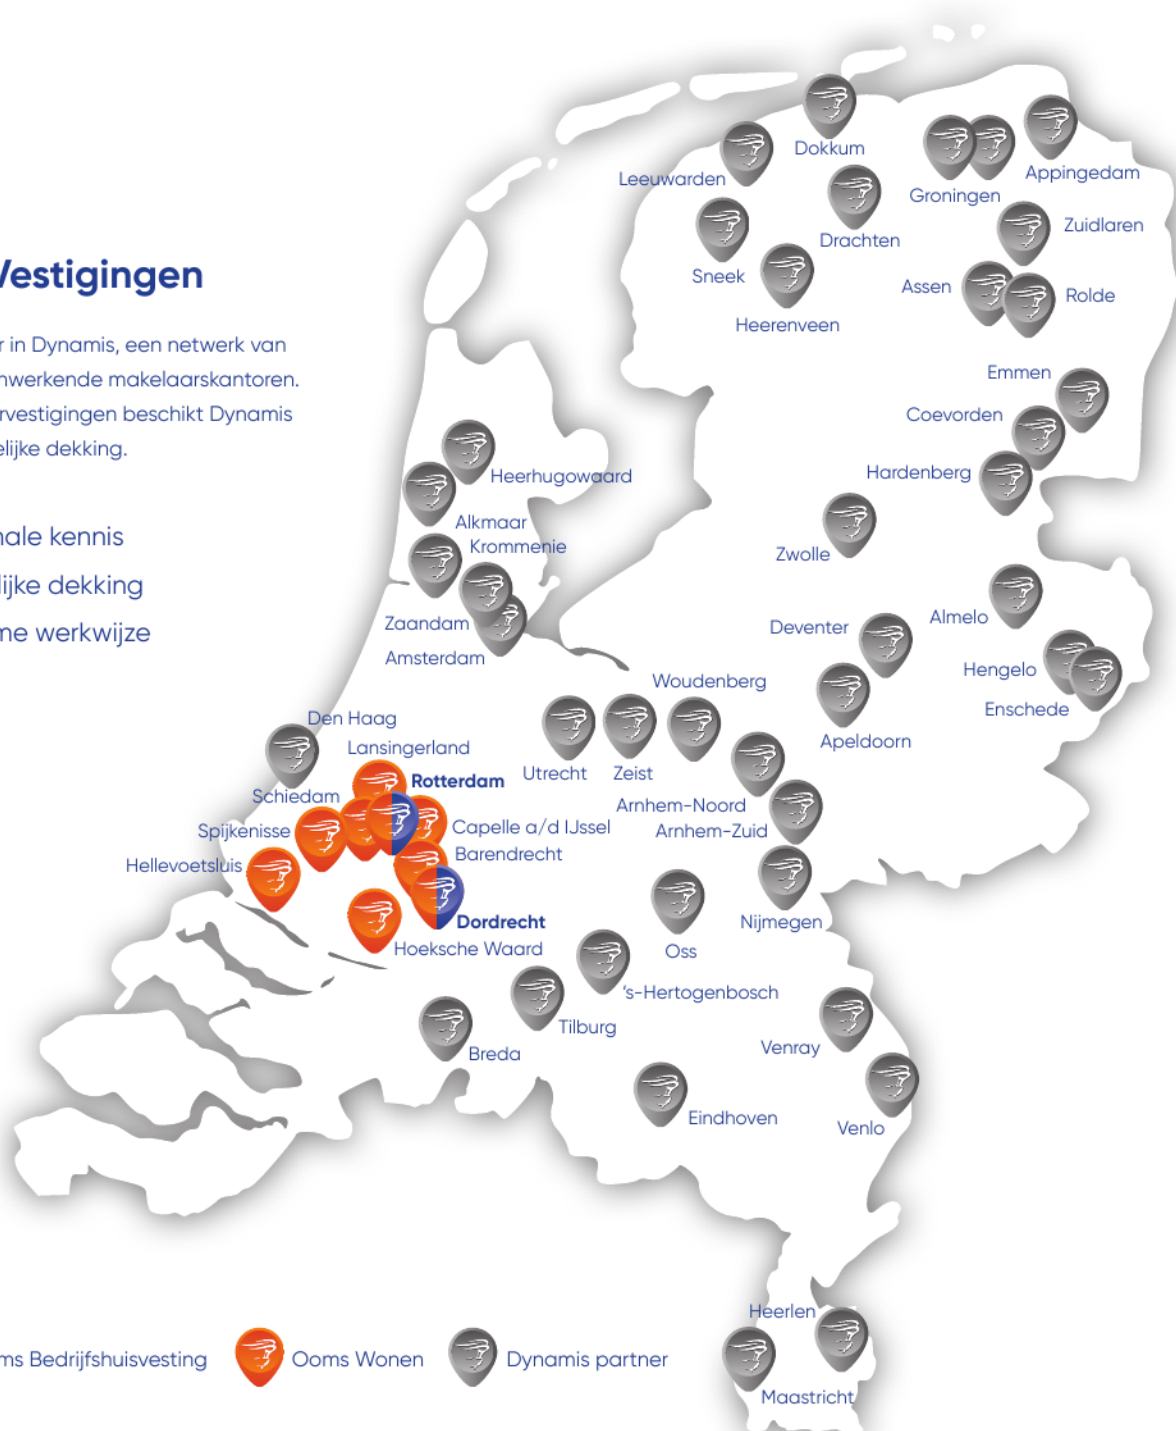 Dokkum
Leeuwarden
Appingedam
Groningen
Zuidlaren
Drachten
Sneek
Vestigingen
Assen
Rolde
Heerenveen
r in Dynamis, een netwerk van
nwerkende makelaarskantoren.
rvestigingen beschikt Dynamis
elijke dekking.
Emmen
Coevorden
Hardenberg
Heerhugowaard
Alkmaar
Krommenie
nale kennis
Zwolle
lijke dekking
Zaandam
Almelo
Deventer
me werkwijze
Amsterdam
Hengelo
Woudenberg
Enschede
Den Haag
Apeldoorn
Lansingerland
Utrecht
Zeist
Rotterdam
Schiedam
Arnhem-Noord
Spijkenisse
Capelle a/d IJssel
Arnhem-Zuid
Barendrecht
Hellevoetsluis
Dordrecht
Nijmegen
Hoeksche Waard
Oss
's-Hertogenbosch
Tilburg
Venray
Breda
Eindhoven
Venlo
Heerlen
ms Bedrijfshuisvesting
Ooms Wonen
Dynamis partner
Maastricht